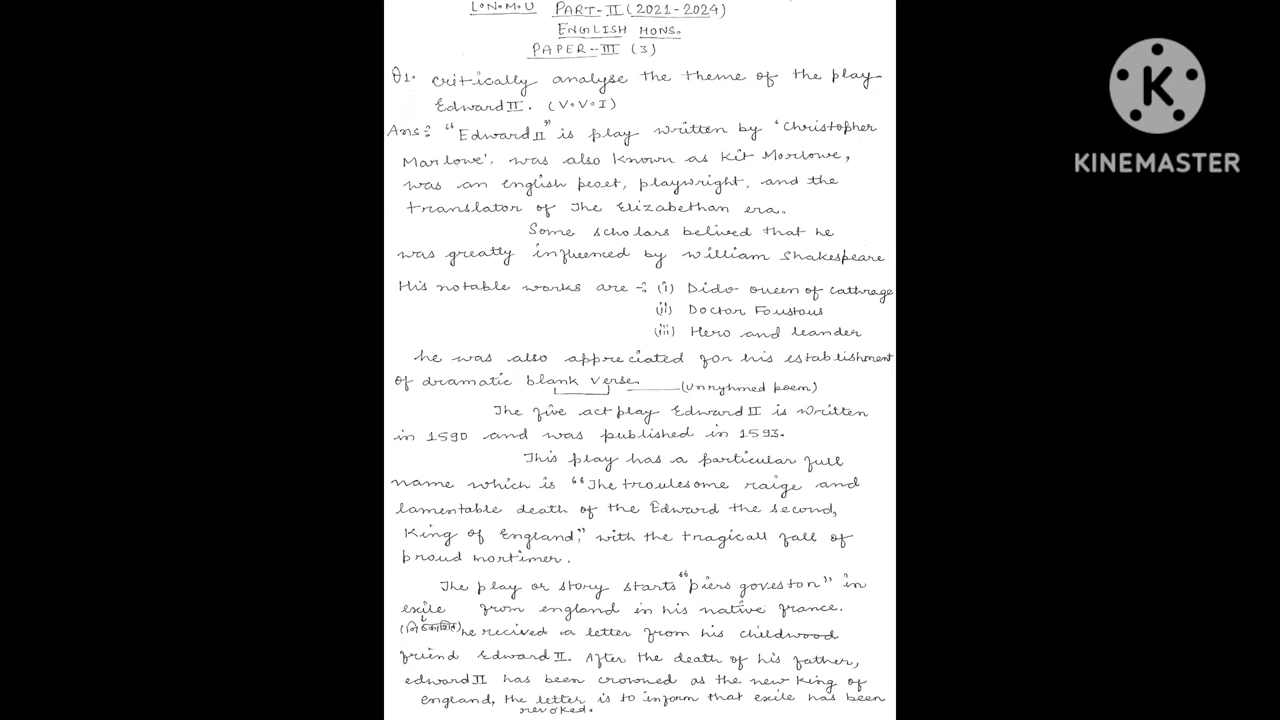 L.N.M.U PART-II (2021-2024)
ENGLISH HONS.
PAPER-III (3)
Q1. Critically analyse the theme of the play
Edward II. (V.V.I)
Ans:- "Edward II" is play written by 'Christopher
Marlowe', was also known as Kit Morlowe,
was an english peoet, playwright, and the
translator of The Elizabethan era.
Some scholars belived that he
was greatly influenced by william Shakespeare
His notable works are :- (i) Dido Queen of cathrage
(ii) Doctor Foustous
(iii) Hero and leander
he was also appreciated for his establishment
of dramatic blank verse. (unryhmed poem)
The five act play Edward II is written
in 1590 and was published in 1593.
This play has a particular full
name which is "The troulesome raige and
lamentable death of the Edward the second,
King of England," with the tragicall fall of
proud mortimer.
The play or story starts "piers goveston" in
exile from england in his native france.
he recived a letter from his childwood
friend Edward II. After the death of his father,
edward II has been crowned as the new king of
england, the letter is to inform that exile has been
revoked.
K
KINEMASTER